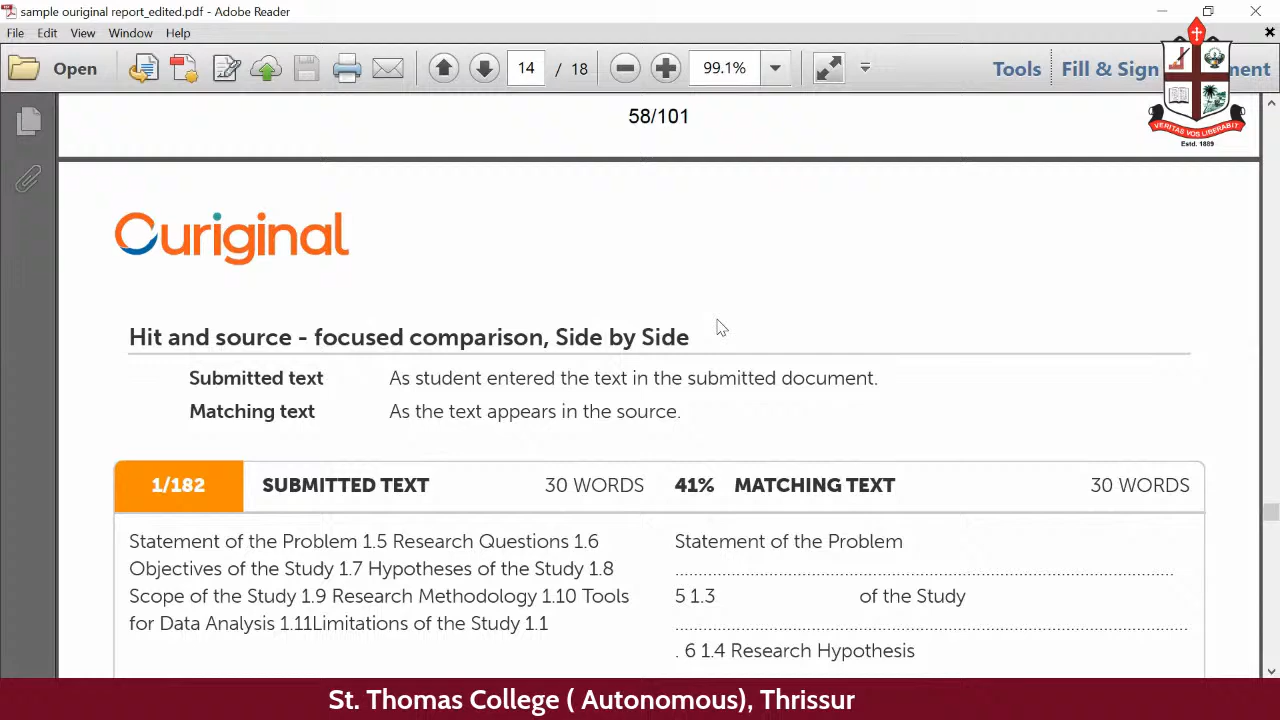 sample ouriginal report_edited.pdf - Adobe Reader
File Edit View Window Help
Open 14 / 18 99.1% Tools Fill & Sign ment
VERITAS VOS LIBERABIT
Estd. 1889
58/101
Ouriginal
Hit and source - focused comparison, Side by Side
Submitted text As student entered the text in the submitted document.
Matching text As the text appears in the source.
1/182 SUBMITTED TEXT 30 WORDS 41% MATCHING TEXT 30 WORDS
Statement of the Problem 1.5 Research Questions 1.6
Objectives of the Study 1.7 Hypotheses of the Study 1.8
Scope of the Study 1.9 Research Methodology 1.10 Tools
for Data Analysis 1.11Limitations of the Study 1.1
Statement of the Problem
..........................................................................................
5 1.3 of the Study
..........................................................................................
. 6 1.4 Research Hypothesis
St. Thomas College ( Autonomous), Thrissur